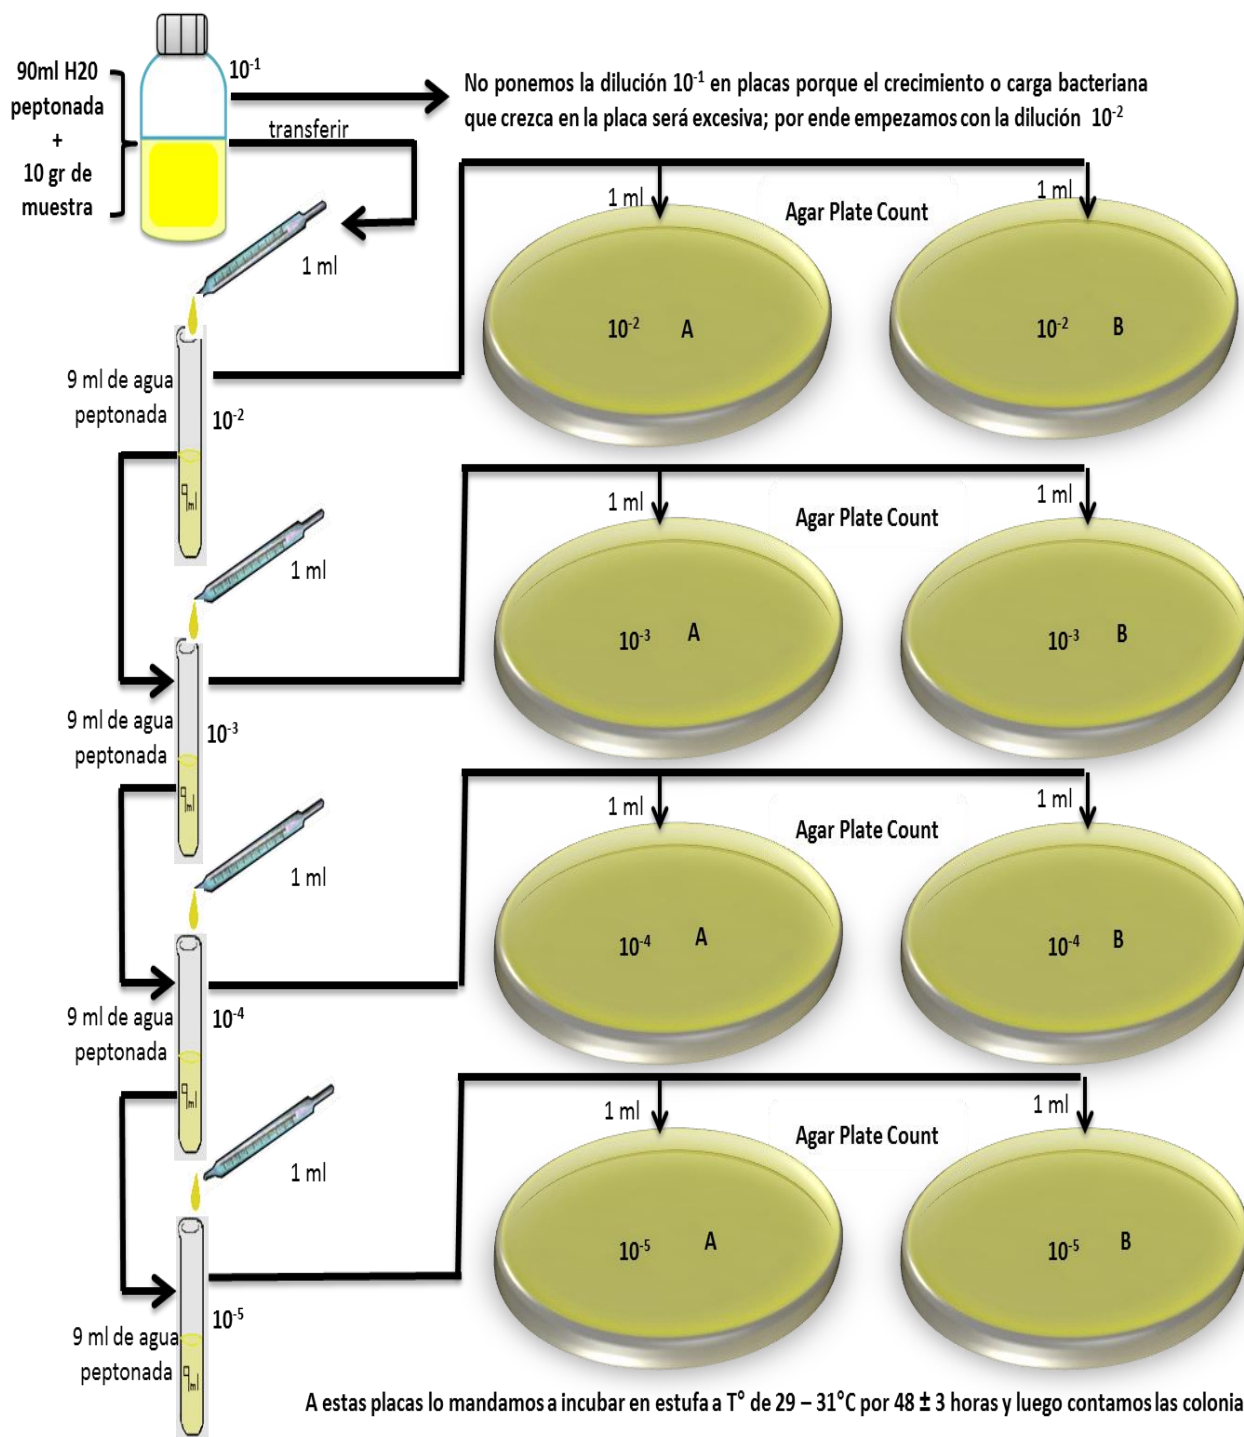 90ml H20
peptonada
+
10 gr de
muestra
10⁻¹
transferir
No ponemos la dilución 10⁻¹ en placas porque el crecimiento o carga bacteriana
que crezca en la placa será excesiva; por ende empezamos con la dilución 10⁻²
1 ml
1 ml
Agar Plate Count
1 ml
10⁻² A
10⁻² B
9 ml de agua
peptonada
10⁻²
9ml
1 ml
1 ml
Agar Plate Count
1 ml
10⁻³ A
10⁻³ B
9 ml de agua
peptonada
10⁻³
9ml
1 ml
1 ml
Agar Plate Count
1 ml
10⁻⁴ A
10⁻⁴ B
9 ml de agua
peptonada
10⁻⁴
9ml
1 ml
1 ml
Agar Plate Count
1 ml
10⁻⁵ A
10⁻⁵ B
9 ml de agua
peptonada
10⁻⁵
9ml
A estas placas lo mandamos a incubar en estufa a T° de 29 – 31°C por 48 ± 3 horas y luego contamos las colonia